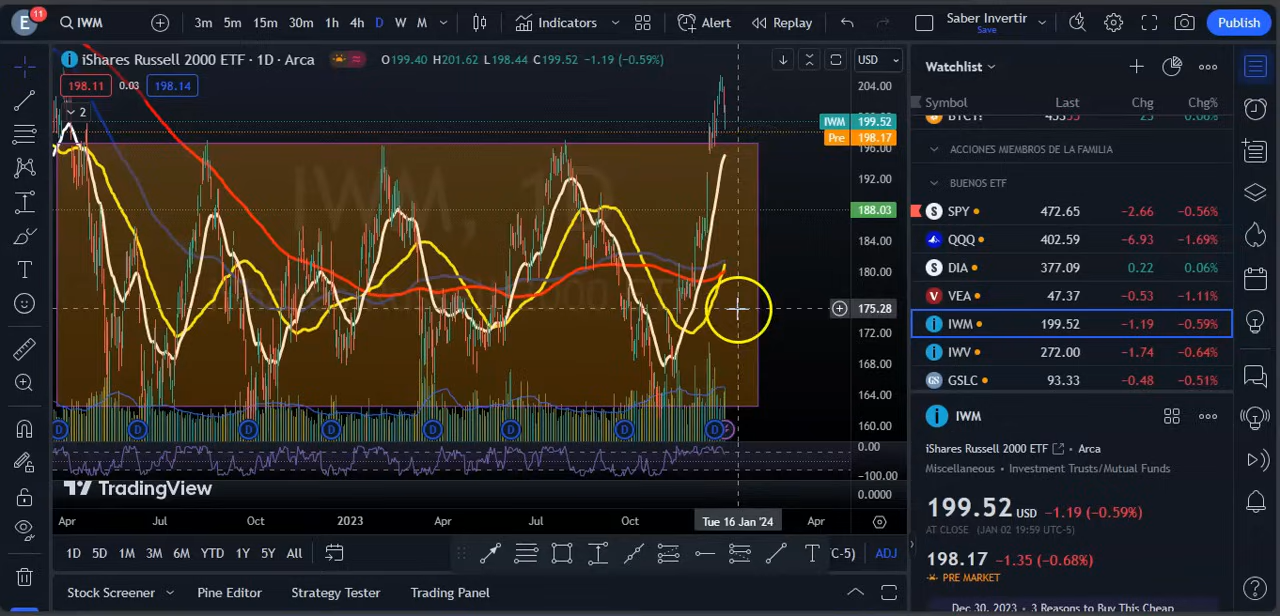 E 11 IWM 3m 5m 15m 30m 1h 4h D W M Indicators Alert Replay Saber Invertir Publish
Save
iShares Russell 2000 ETF · 1D · Arca O199.40 H201.62 L198.44 C199.52 −1.19 (−0.59%) USD
198.11 0.03 198.14
2
204.00
IWM 199.52
Pre 198.17
196.00
192.00
188.03
184.00
180.00
175.28
172.00
168.00
164.00
160.00
0.00
−100.00
0.0000
IWM, 1D
D D D D D D D D
TradingView
Apr Jul Oct 2023 Apr Jul Oct Tue 16 Jan '24 Apr
1D 5D 1M 3M 6M YTD 1Y 5Y All C-5) ADJ
Stock Screener Pine Editor Strategy Tester Trading Panel
Watchlist
Symbol Last Chg Chg%
ACCIONES MIEMBROS DE LA FAMILIA
BUENOS ETF
SPY 472.65 −2.66 −0.56%
QQQ 402.59 −6.93 −1.69%
DIA 377.09 0.22 0.06%
VEA 47.37 −0.53 −1.11%
IWM 199.52 −1.19 −0.59%
IWV 272.00 −1.74 −0.64%
GSLC 93.33 −0.48 −0.51%
IWM
iShares Russell 2000 ETF · Arca
Miscellaneous • Investment Trusts/Mutual Funds
199.52 USD −1.19 (−0.59%)
AT CLOSE (JAN 02 19:59 UTC-5)
198.17 −1.35 (−0.68%)
PRE MARKET
Dec 30, 2023 • 3 Reasons to Buy This Cheap